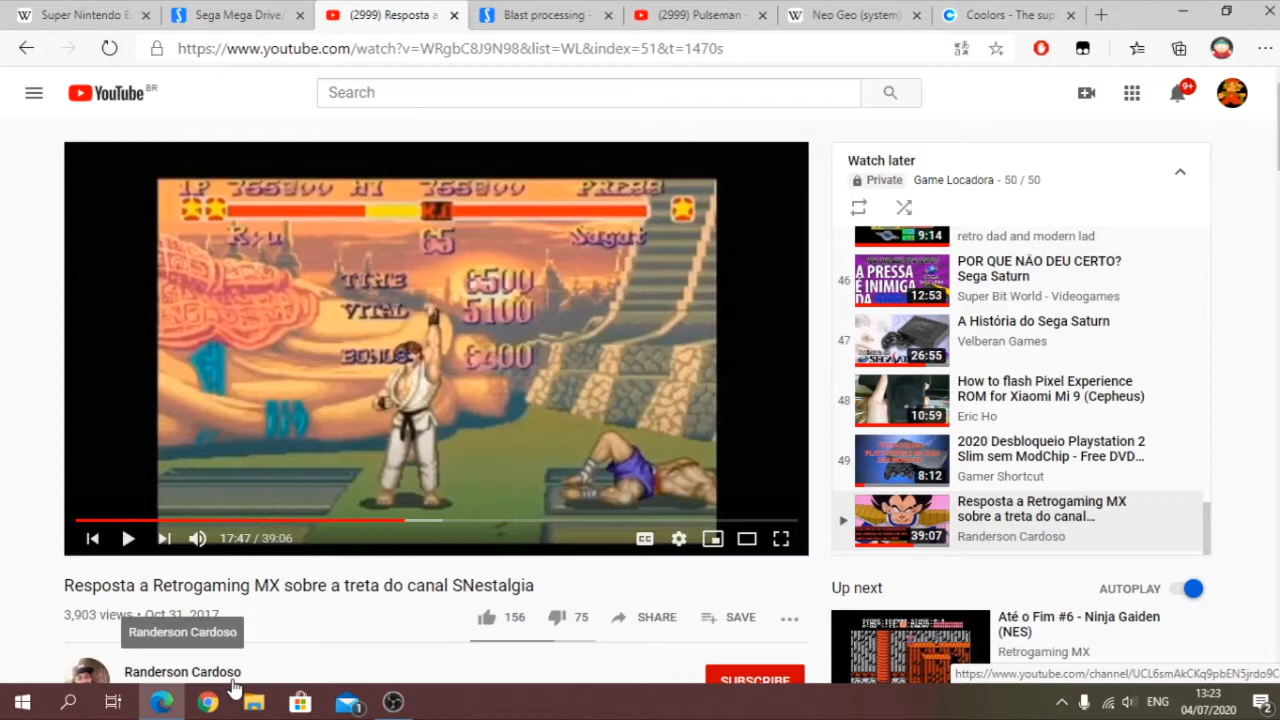 Super Nintendo E
Sega Mega Drive/
(2999) Resposta a
Blast processing -
(2999) Pulseman -
Neo Geo (system)
Coolors - The sup
https://www.youtube.com/watch?v=WRgbC8J9N98&list=WL&index=51&t=1470s
YouTube BR
Search
9+
1P 755800 HI 755800 PRESS
KO
Ryu 65 Sagat
TIME 6500
VITAL 5100
BONUS 6400
17:47 / 39:06
CC
Resposta a Retrogaming MX sobre a treta do canal SNestalgia
3,903 views • Oct 31, 2017
156 75 SHARE SAVE
Randerson Cardoso
Randerson Cardoso
SUBSCRIBE
Watch later
Private Game Locadora - 50 / 50
9:14
retro dad and modern lad
46
A PRESSA
É INIMIGA
DA
12:53
POR QUE NÃO DEU CERTO?
Sega Saturn
Super Bit World - Videogames
47
26:55
A História do Sega Saturn
Velberan Games
48
10:59
How to flash Pixel Experience
ROM for Xiaomi Mi 9 (Cepheus)
Eric Ho
49
8:12
2020 Desbloqueio Playstation 2
Slim sem ModChip - Free DVD...
Gamer Shortcut
39:07
Resposta a Retrogaming MX
sobre a treta do canal...
Randerson Cardoso
Up next
AUTOPLAY
Até o Fim #6 - Ninja Gaiden
(NES)
Retrogaming MX
https://www.youtube.com/channel/UCL6smAkCKq9pbEN5jrdo9C
1
ENG
13:23
04/07/2020
2